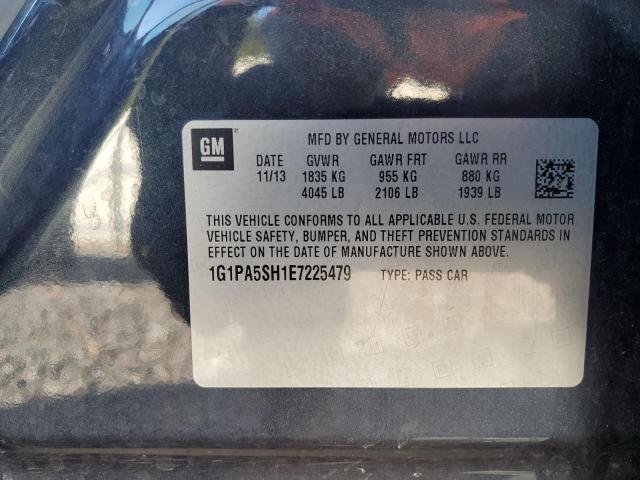 GM
MFD BY GENERAL MOTORS LLC
DATE GVWR GAWR FRT GAWR RR
11/13 1835 KG 955 KG 880 KG
4045 LB 2106 LB 1939 LB
THIS VEHICLE CONFORMS TO ALL APPLICABLE U.S. FEDERAL MOTOR
VEHICLE SAFETY, BUMPER, AND THEFT PREVENTION STANDARDS IN
EFFECT ON THE DATE OF MANUFACTURE SHOWN ABOVE.
1G1PA5SH1E7225479 TYPE: PASS CAR